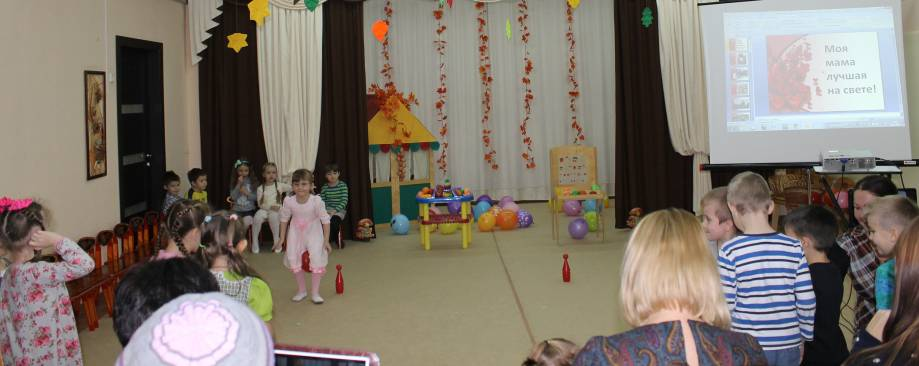 Моя
мама
лучшая
на свете!